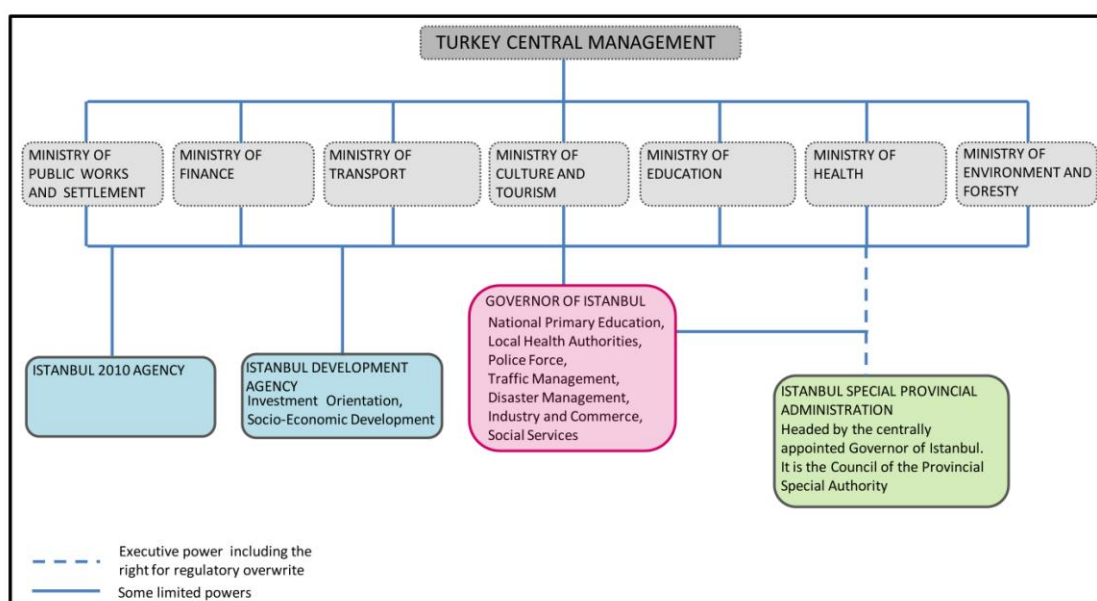 TURKEY CENTRAL MANAGEMENT
MINISTRY OF
PUBLIC WORKS
AND SETTLEMENT
MINISTRY OF
FINANCE
MINISTRY OF
TRANSPORT
MINISTRY OF
CULTURE AND
TOURISM
MINISTRY OF
EDUCATION
MINISTRY OF
HEALTH
MINISTRY OF
ENVIRONMENT AND
FORESTY
ISTANBUL 2010 AGENCY
ISTANBUL DEVELOPMENT
AGENCY
Investment Orientation,
Socio-Economic Development
GOVERNOR OF ISTANBUL
National Primary Education,
Local Health Authorities,
Police Force,
Traffic Management,
Disaster Management,
Industry and Commerce,
Social Services
ISTANBUL SPECIAL PROVINCIAL
ADMINISTRATION
Headed by the centrally
appointed Governor of Istanbul.
It is the Council of the Provincial
Special Authority
Executive power including the
right for regulatory overwrite
Some limited powers